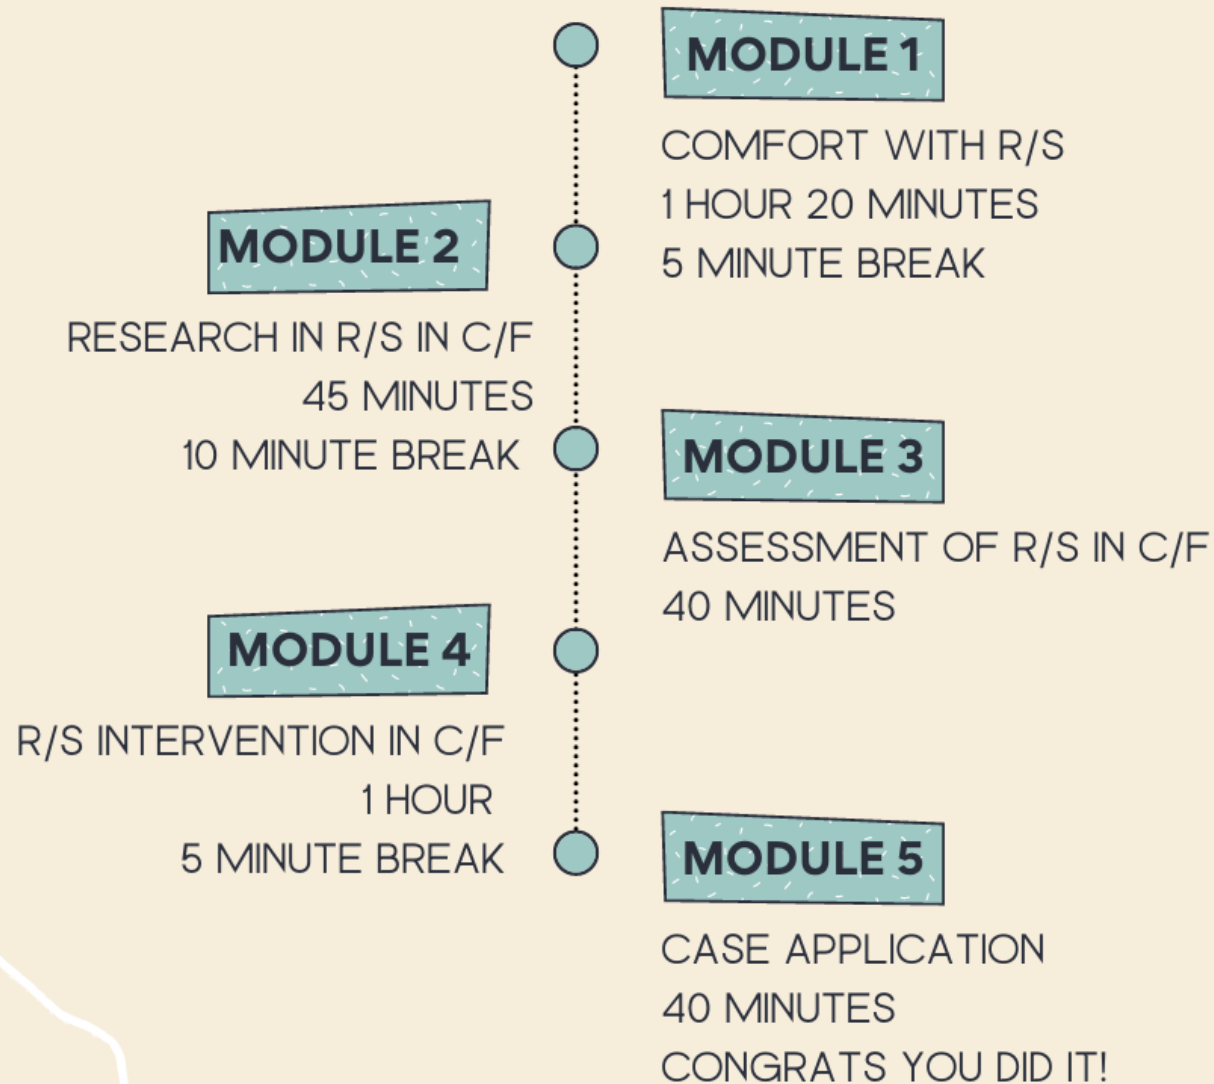 MODULE 1
COMFORT WITH R/S
1 HOUR 20 MINUTES
5 MINUTE BREAK
MODULE 2
RESEARCH IN R/S IN C/F
45 MINUTES
10 MINUTE BREAK
MODULE 3
ASSESSMENT OF R/S IN C/F
40 MINUTES
MODULE 4
R/S INTERVENTION IN C/F
1 HOUR
5 MINUTE BREAK
MODULE 5
CASE APPLICATION
40 MINUTES
CONGRATS YOU DID IT!